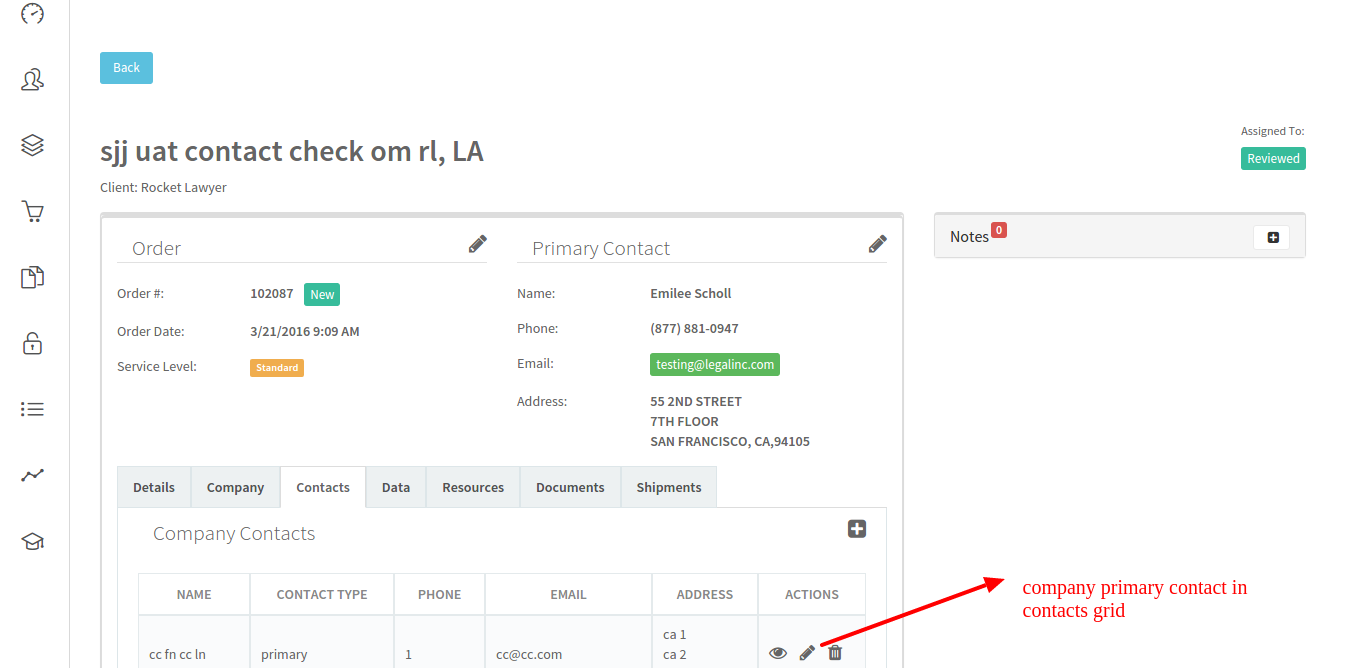 Back
sjj uat contact check om rl, LA
Client: Rocket Lawyer
Assigned To:
Reviewed
Order
Order #: 102087 New
Order Date: 3/21/2016 9:09 AM
Service Level: Standard
Primary Contact
Name: Emilee Scholl
Phone: (877) 881-0947
Email: testing@legalinc.com
Address: 55 2ND STREET
7TH FLOOR
SAN FRANCISCO, CA,94105
Notes 0
Details Company Contacts Data Resources Documents Shipments
Company Contacts
NAME CONTACT TYPE PHONE EMAIL ADDRESS ACTIONS
cc fn cc ln primary 1 cc@cc.com ca 1
ca 2
company primary contact in
contacts grid